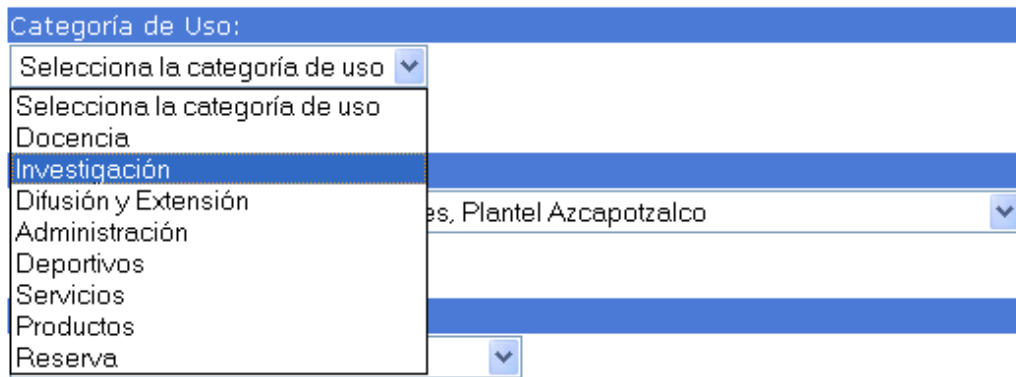 Categoría de Uso:
Selecciona la categoría de uso
Selecciona la categoría de uso
Docencia
Investigación
Difusión y Extensión
es, Plantel Azcapotzalco
Administración
Deportivos
Servicios
Productos
Reserva